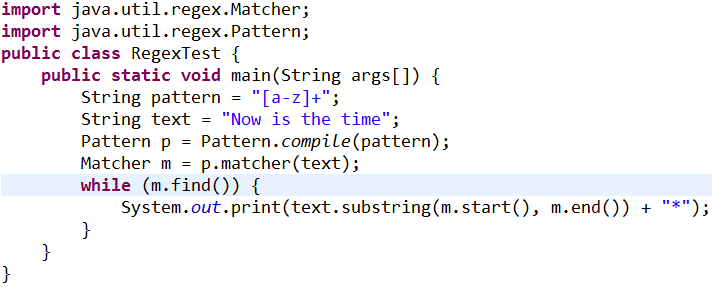 import java.util.regex.Matcher;
import java.util.regex.Pattern;
public class RegexTest {
    public static void main(String args[]) {
        String pattern = "[a-z]+";
        String text = "Now is the time";
        Pattern p = Pattern.compile(pattern);
        Matcher m = p.matcher(text);
        while (m.find()) {
            System.out.print(text.substring(m.start(), m.end()) + "*");
        }
    }
}